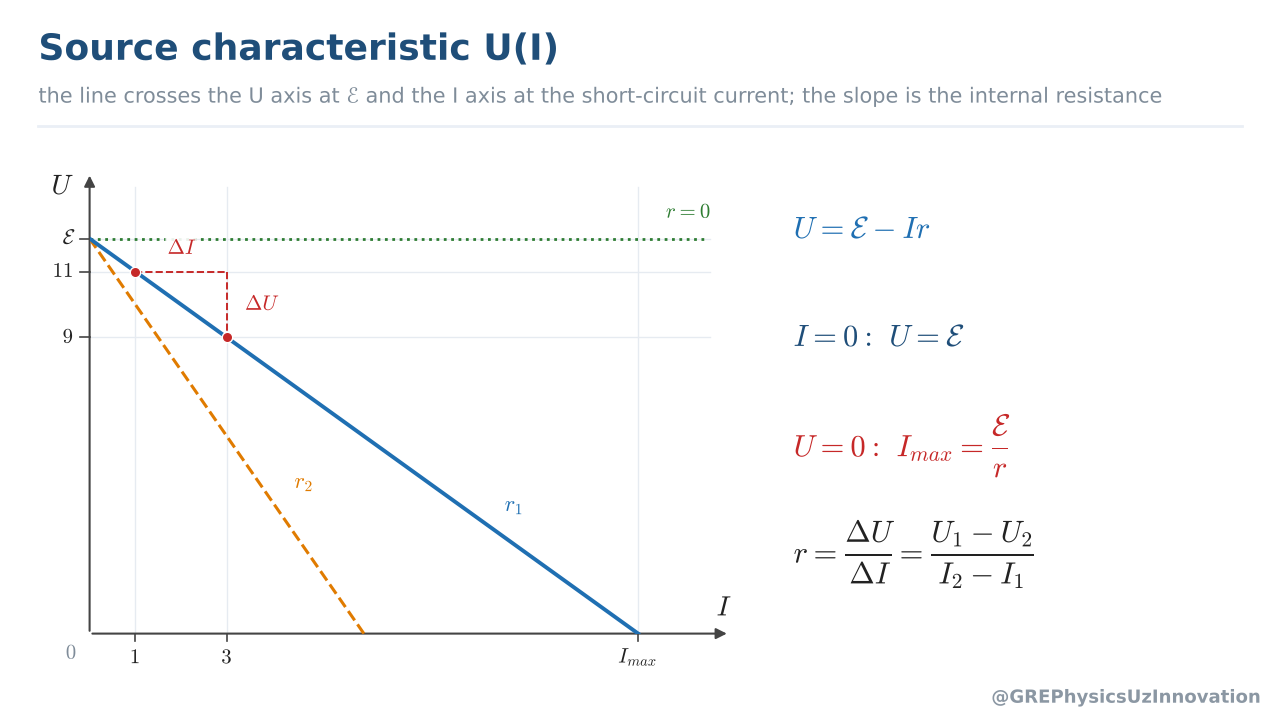 Source characteristic U(I)
the line crosses the U axis at ℰ and the I axis at the short-circuit current; the slope is the internal resistance
U
r = 0
ℰ
ΔI
11
ΔU
9
r₂
r₁
I
0
1
3
Iₘₐₓ
U = ℰ − Ir
I = 0 : U = ℰ
U = 0 : Iₘₐₓ = ℰ/r
r = ΔU/ΔI = (U₁ − U₂)/(I₂ − I₁)
@GREPhysicsUzInnovation